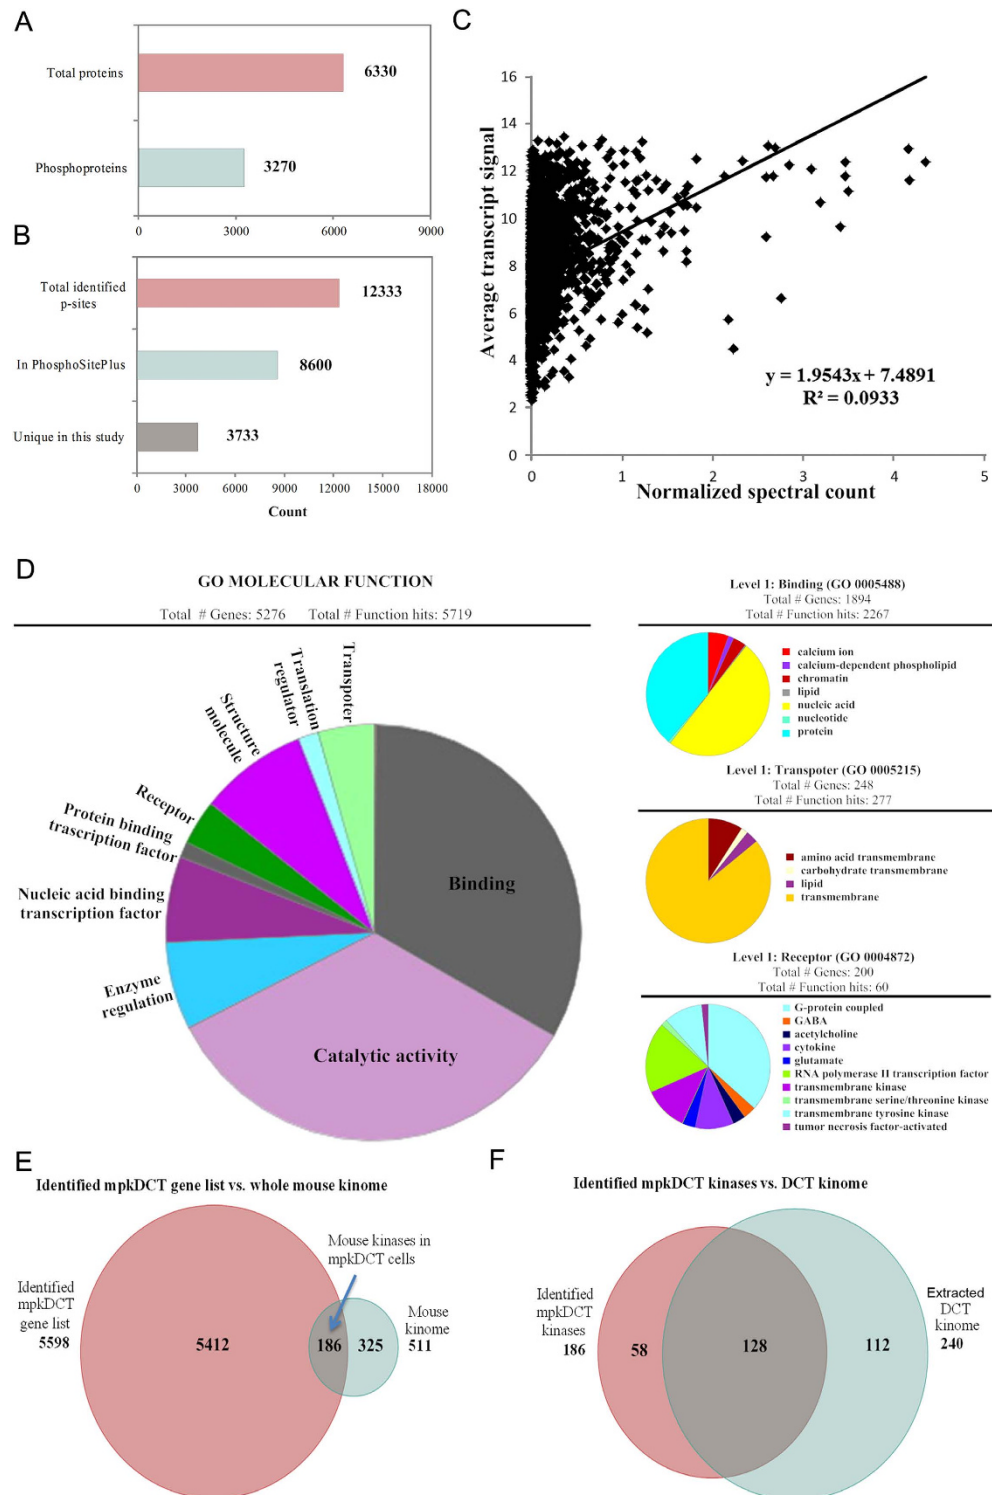 A
Total proteins
6330
Phosphoproteins
3270
0 3000 6000 9000
B
Total identified
p-sites
12333
In PhosphoSitePlus
8600
Unique in this study
3733
0 3000 6000 9000 12000 15000 18000
Count
C
Average transcript signal
16
14
12
10
8
6
4
2
0
y = 1.9543x + 7.4891
R² = 0.0933
0 1 2 3 4 5
Normalized spectral count
D
GO MOLECULAR FUNCTION
Total # Genes: 5276 Total # Function hits: 5719
Transpoter
Translation
regulator
Structure
molecule
Receptor
Protein binding
trascription factor
Nucleic acid binding
transcription factor
Enzyme
regulation
Binding
Catalytic activity
Level 1: Binding (GO 0005488)
Total # Genes: 1894
Total # Function hits: 2267
calcium ion
calcium-dependent phospholipid
chromatin
lipid
nucleic acid
nucleotide
protein
Level 1: Transpoter (GO 0005215)
Total # Genes: 248
Total # Function hits: 277
amino acid transmembrane
carbohydrate transmembrane
lipid
transmembrane
Level 1: Receptor (GO 0004872)
Total # Genes: 200
Total # Function hits: 60
G-protein coupled
GABA
acetylcholine
cytokine
glutamate
RNA polymerase II transcription factor
transmembrane kinase
transmembrane serine/threonine kinase
transmembrane tyrosine kinase
tumor necrosis factor-activated
E
Identified mpkDCT gene list vs. whole mouse kinome
Mouse kinases in
mpkDCT cells
Identified
mpkDCT
gene list
5598
5412
186
325
Mouse
kinome
511
F
Identified mpkDCT kinases vs. DCT kinome
Identified
mpkDCT
kinases
186
58
128
112
Extracted
DCT
kinome
240